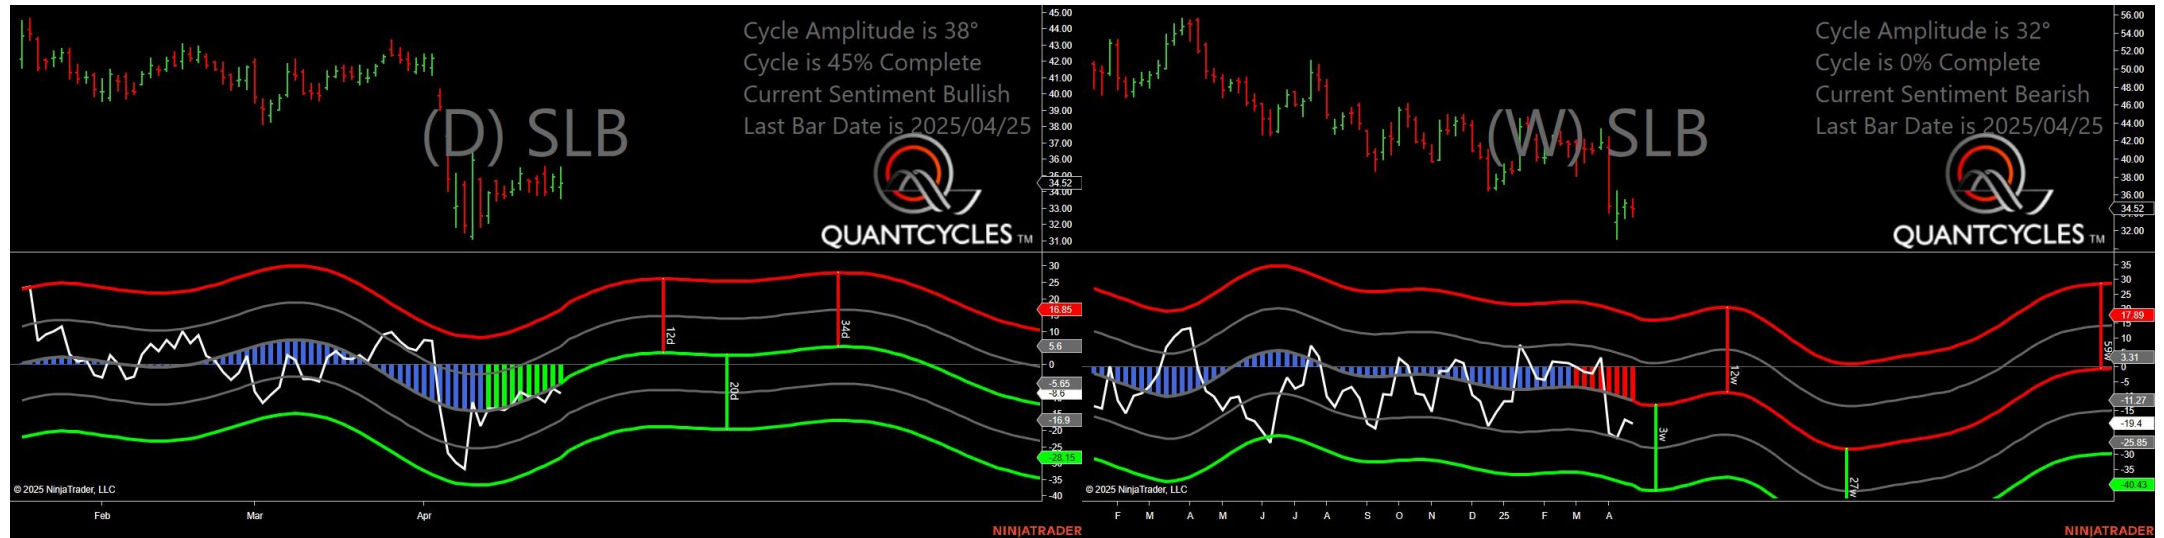 Cycle Amplitude is 38°
Cycle is 45% Complete
Current Sentiment Bullish
Last Bar Date is 2025/04/25
(D) SLB
QUANTCYCLES TM
45.00
44.00
43.00
42.00
41.00
40.00
39.00
38.00
37.00
36.00
34.52
34.00
33.00
32.00
31.00
30
25
20
16.85
10
5.6
0
-5.65
-8.6
-16.9
-20
-28.15
-35
-40
12d
20d
34d
© 2025 NinjaTrader, LLC
Feb Mar Apr
NINJATRADER
Cycle Amplitude is 32°
Cycle is 0% Complete
Current Sentiment Bearish
Last Bar Date is 2025/04/25
(W) SLB
QUANTCYCLES TM
56.00
54.00
52.00
50.00
48.00
46.00
44.00
42.00
40.00
38.00
36.00
34.52
32.00
35
30
25
20
17.89
10
3.31
0
-5
-11.27
-15
-19.4
-25.85
-30
-35
-40.43
3w
12w
27w
59w
© 2025 NinjaTrader, LLC
F M A M J J A S O N D 25 F M A
NINJATRADER